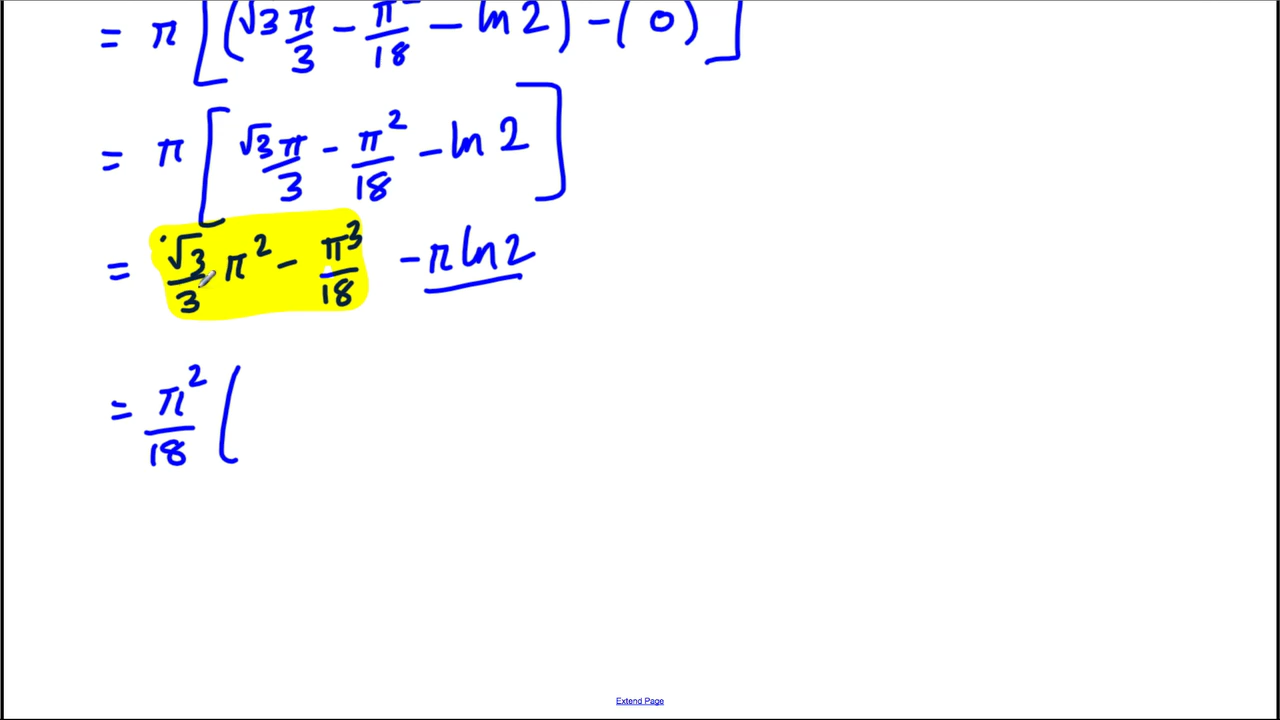 = π [(√3 π/3 − π²/18 − ln 2) − (0)]
= π [√3π/3 − π²/18 − ln 2]
= √3/3 π² − π³/18 − π ln 2
= π²/18 (
Extend Page